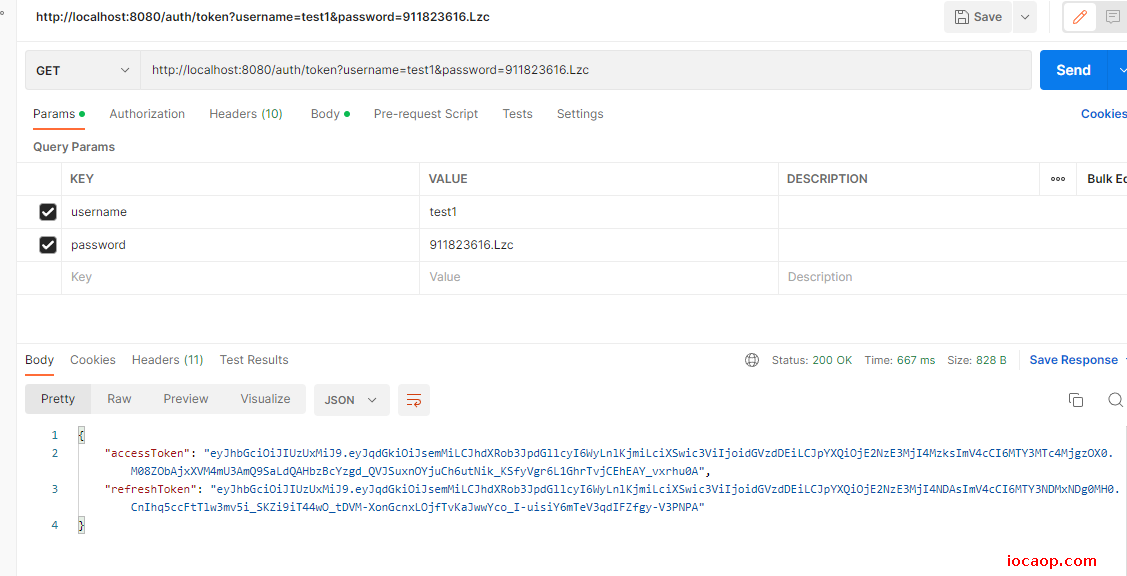 http://localhost:8080/auth/token?username=test1&password=911823616.Lzc
Save
GET
http://localhost:8080/auth/token?username=test1&password=911823616.Lzc
Send
Params
Authorization
Headers (10)
Body
Pre-request Script
Tests
Settings
Cookies
Query Params
KEY VALUE DESCRIPTION ooo Bulk Ec
username test1
password 911823616.Lzc
Key Value Description
Body Cookies Headers (11) Test Results Status: 200 OK Time: 667 ms Size: 828 B Save Response
Pretty Raw Preview Visualize JSON
1 {
2 "accessToken": "eyJhbGciOiJIUzUxMiJ9.eyJqdGkiOiJsemMiLCJhdXRob3JpdGllcyI6WyLnlKjmiLciXSwic3ViIjoidGVzdDEiLCJpYXQiOjE2NzE3MjI4MzksImV4cCI6MTY3MTc4MjgzOX0.
M08ZObAjxXVM4mU3AmQ9SaLdQAHbzBcYzgd_QVJSuxnOYjuCh6utNik_KSfyVgr6L1GhrTvjCEhEAY_vxrhu0A",
3 "refreshToken": "eyJhbGciOiJIUzUxMiJ9.eyJqdGkiOiJsemMiLCJhdXRob3JpdGllcyI6WyLnlKjmiLciXSwic3ViIjoidGVzdDEiLCJpYXQiOjE2NzE3MjI4NDAsImV4cCI6MTY3NDMxNDg0MH0.
CnIhq5ccFtTlw3mv5i_SKZi9iT44wO_tDVM-XonGcnxLOjfTvKaJwwYco_I-uisiY6mTeV3qdIFZfgy-V3PNPA"
4 }
iocaop.com